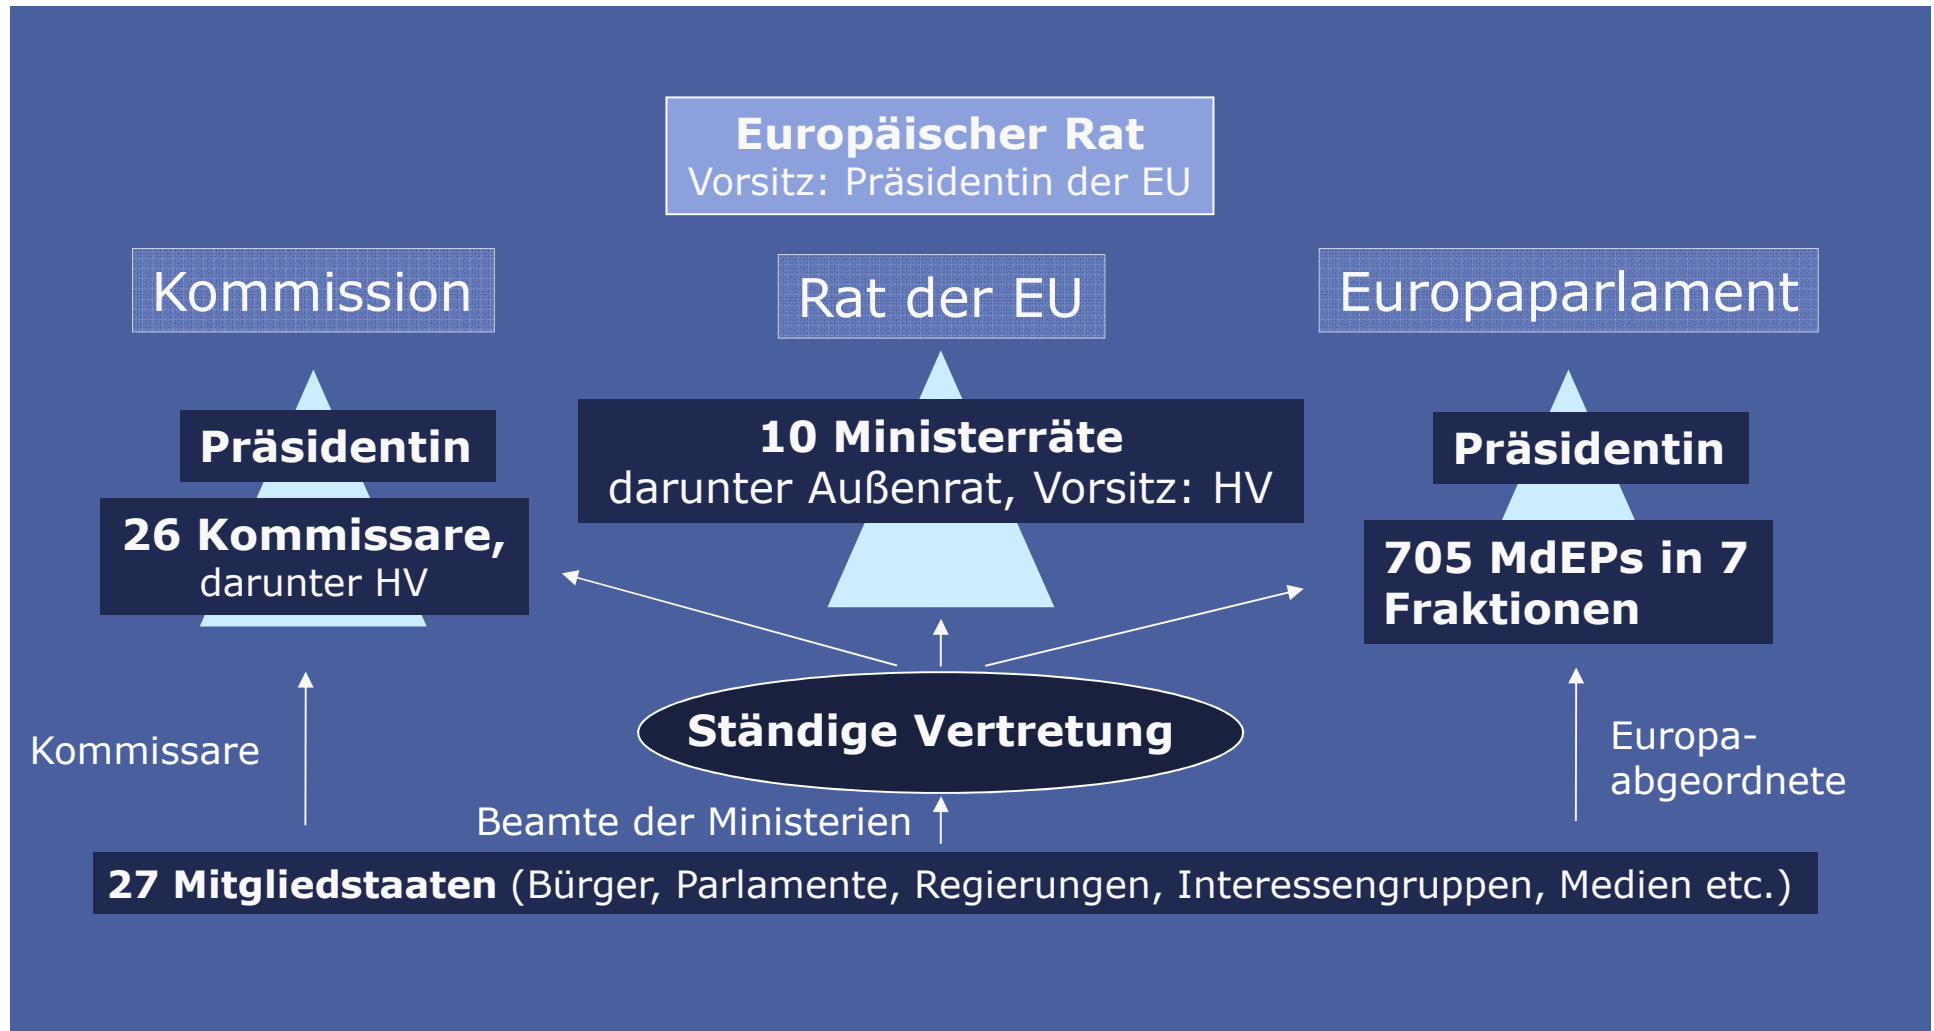 Europäischer Rat
Vorsitz: Präsidentin der EU
Kommission
Rat der EU
Europaparlament
Präsidentin
26 Kommissare,
darunter HV
10 Ministerräte
darunter Außenrat, Vorsitz: HV
Präsidentin
705 MdEPs in 7
Fraktionen
Ständige Vertretung
Kommissare
Beamte der Ministerien
Europa-
abgeordnete
27 Mitgliedstaaten (Bürger, Parlamente, Regierungen, Interessengruppen, Medien etc.)